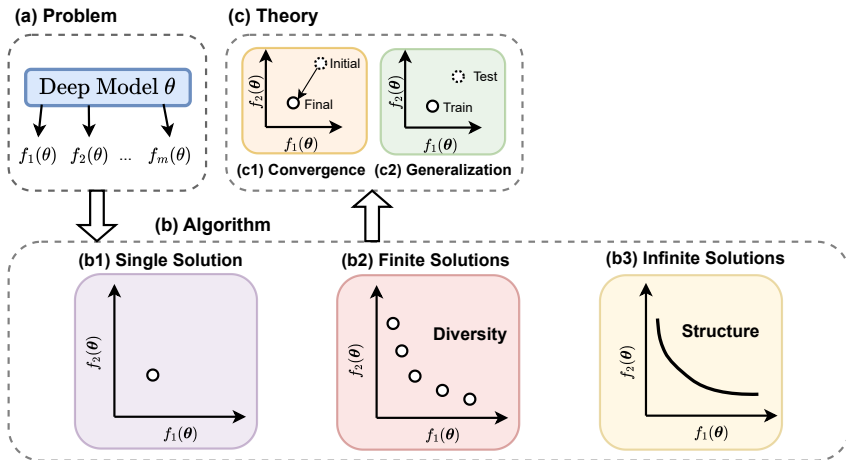 (a) Problem
Deep Model θ
f₁(θ) f₂(θ) ... fₘ(θ)
(c) Theory
f₂(θ)
Initial
Final
f₁(θ)
(c1) Convergence
f₂(θ)
Test
Train
f₁(θ)
(c2) Generalization
(b) Algorithm
(b1) Single Solution
f₂(θ)
f₁(θ)
(b2) Finite Solutions
Diversity
f₂(θ)
f₁(θ)
(b3) Infinite Solutions
Structure
f₂(θ)
f₁(θ)